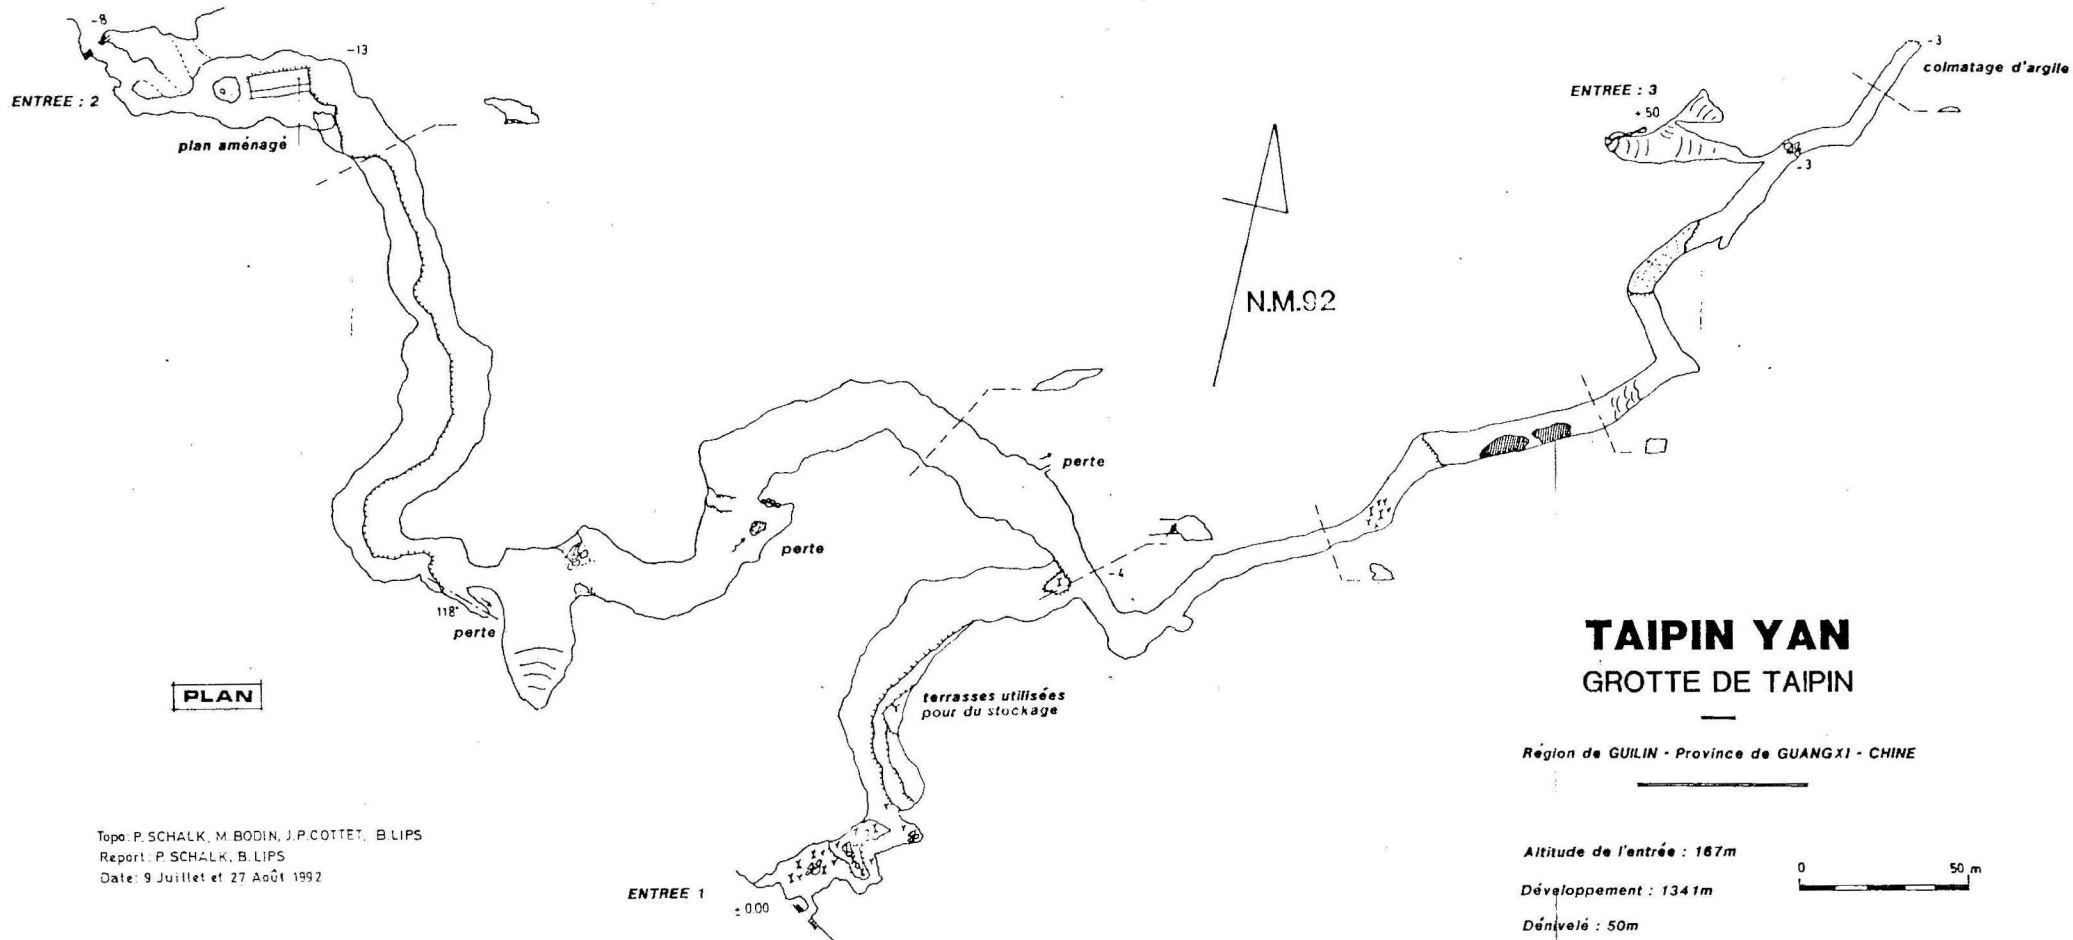 -8
-13
ENTREE : 2
plan aménagé
ENTREE : 3
+ 50
-3
colmatage d'argile
-3
N.M.92
perte
perte
-4
118°
perte
PLAN
terrasses utilisées
pour du stockage
TAIPIN YAN
GROTTE DE TAIPIN
Région de GUILIN - Province de GUANGXI - CHINE
Topo: P. SCHALK, M. BODIN, J.P. COTTET, B. LIPS
Report: P. SCHALK, B. LIPS
Date: 9 Juillet et 27 Août 1992
ENTREE 1
± 0.00
Altitude de l'entrée : 167m
Développement : 1341m
Dénivelé : 50m
0 50 m